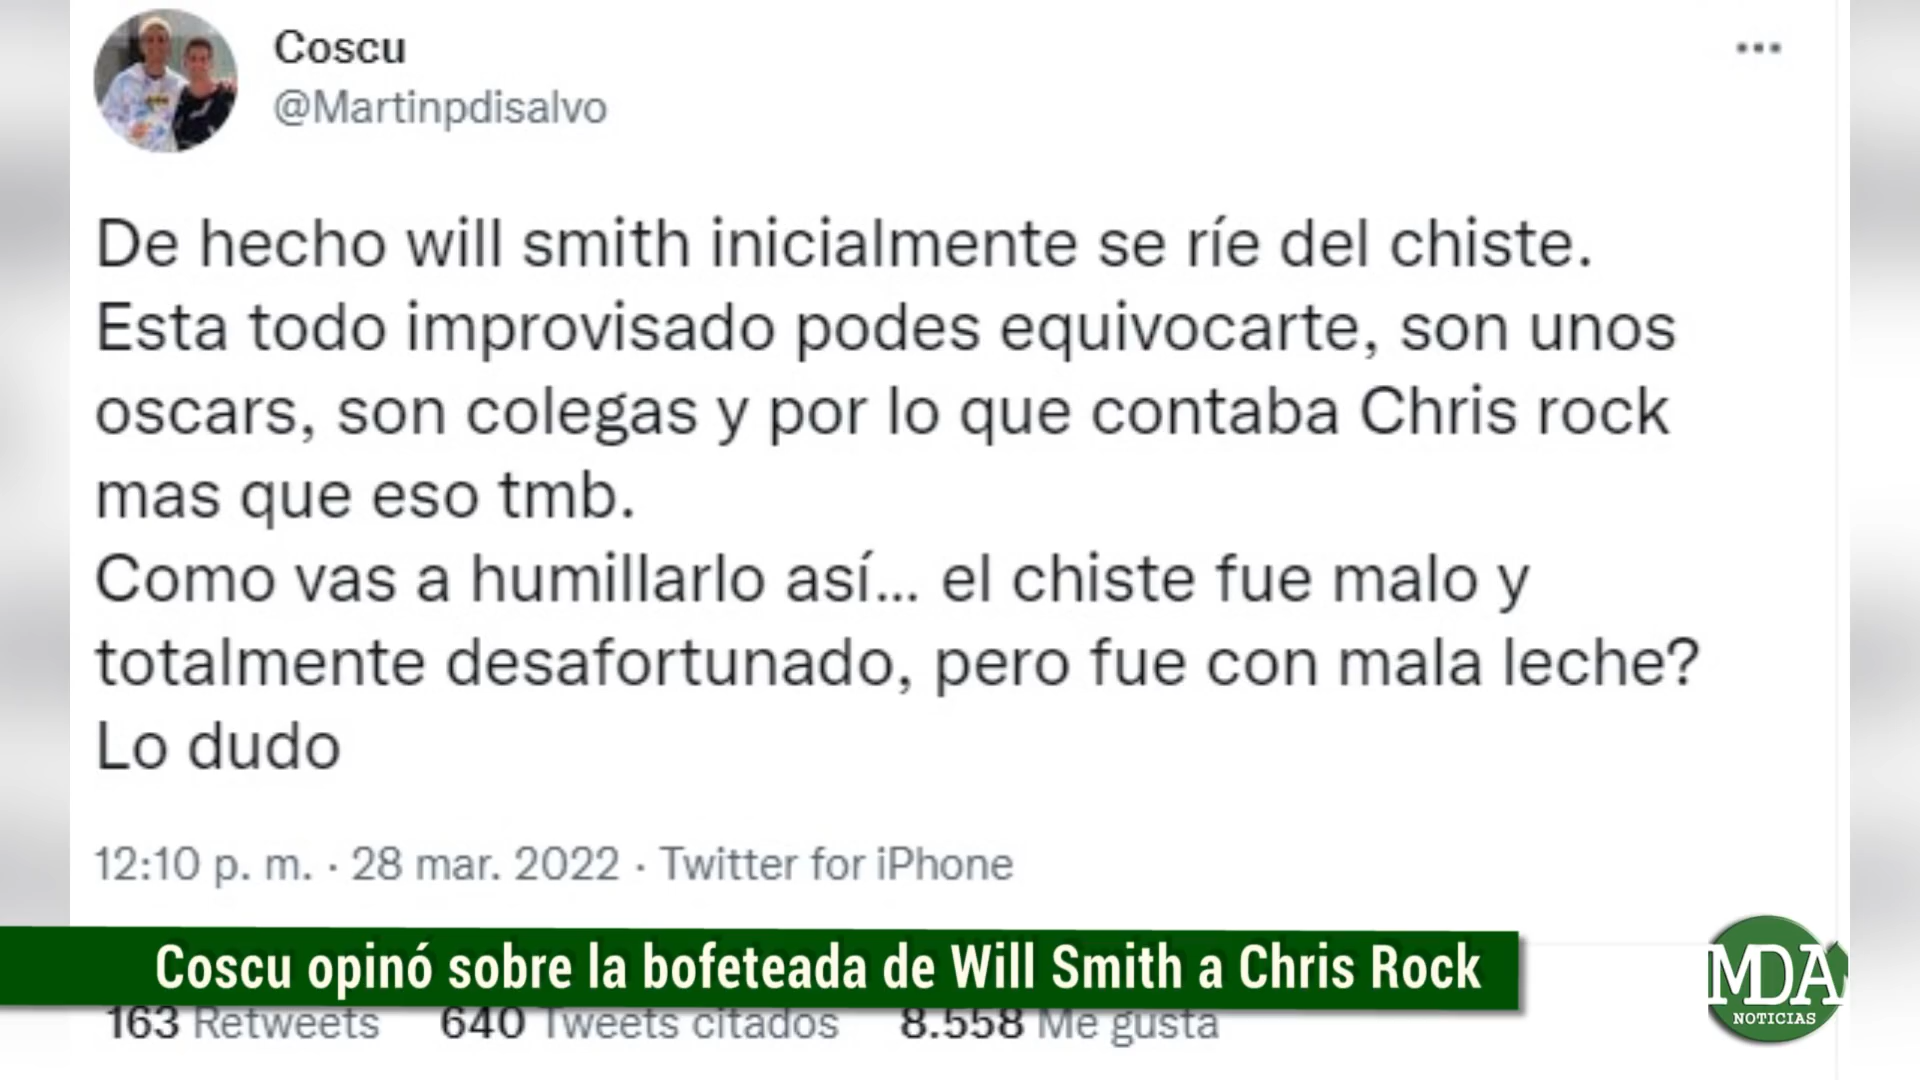 Coscu
@Martinpdisalvo
De hecho will smith inicialmente se ríe del chiste.
Esta todo improvisado podes equivocarte, son unos
oscars, son colegas y por lo que contaba Chris rock
mas que eso tmb.
Como vas a humillarlo así... el chiste fue malo y
totalmente desafortunado, pero fue con mala leche?
Lo dudo
12:10 p. m. · 28 mar. 2022 · Twitter for iPhone
Coscu opinó sobre la bofeteada de Will Smith a Chris Rock
163 Retweets 640 Tweets citados 8.558 Me gusta
MDA
NOTICIAS